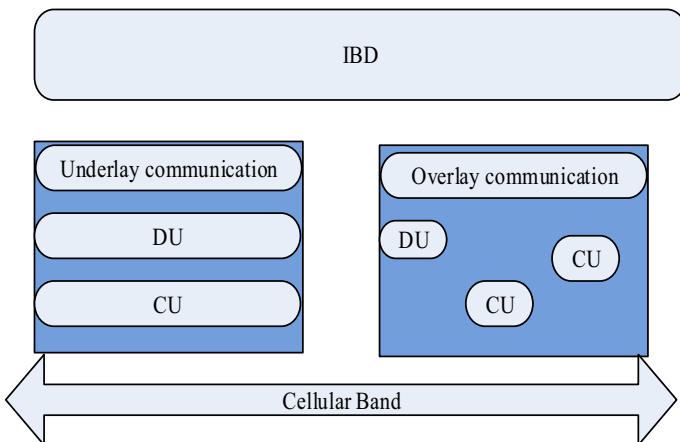 IBD
Underlay communication
DU
CU
Overlay communication
DU
CU
CU
Cellular Band